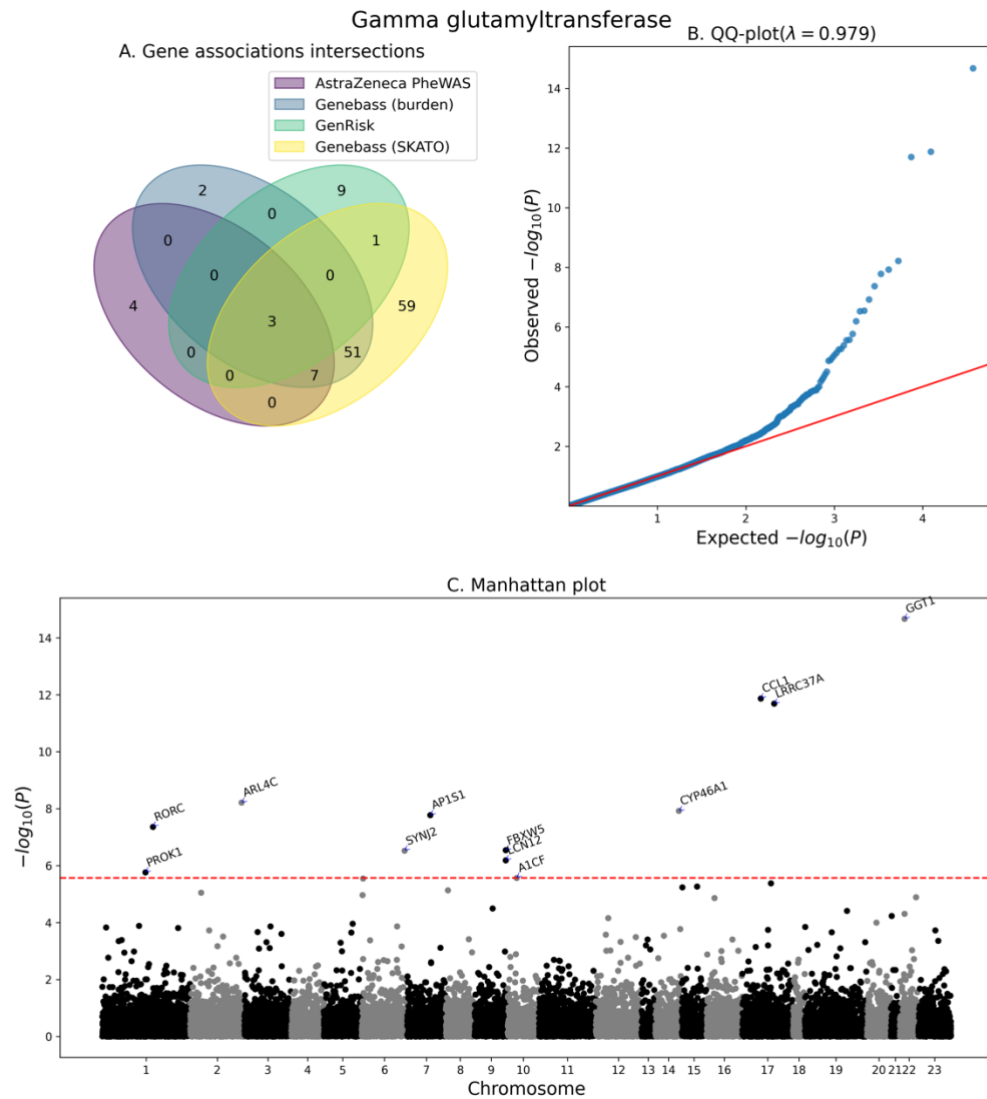 Gamma glutamyltransferase
A. Gene associations intersections
AstraZeneca PheWAS
Genebass (burden)
GenRisk
Genebass (SKATO)
2
9
0
0
1
0
0
4
3
59
0
51
0
7
0
B. QQ-plot(λ = 0.979)
Observed −log10(P)
14
12
10
8
6
4
2
1
2
3
4
Expected −log10(P)
C. Manhattan plot
−log10(P)
14
12
10
8
6
4
2
0
GGT1
CCL1
LRRC37A
ARL4C
CYP46A1
AP1S1
RORC
SYNJ2
FBXW5
LCN12
PROK1
A1CF
1 2 3 4 5 6 7 8 9 10 11 12 13 14 15 16 17 18 19 20 2122 23
Chromosome